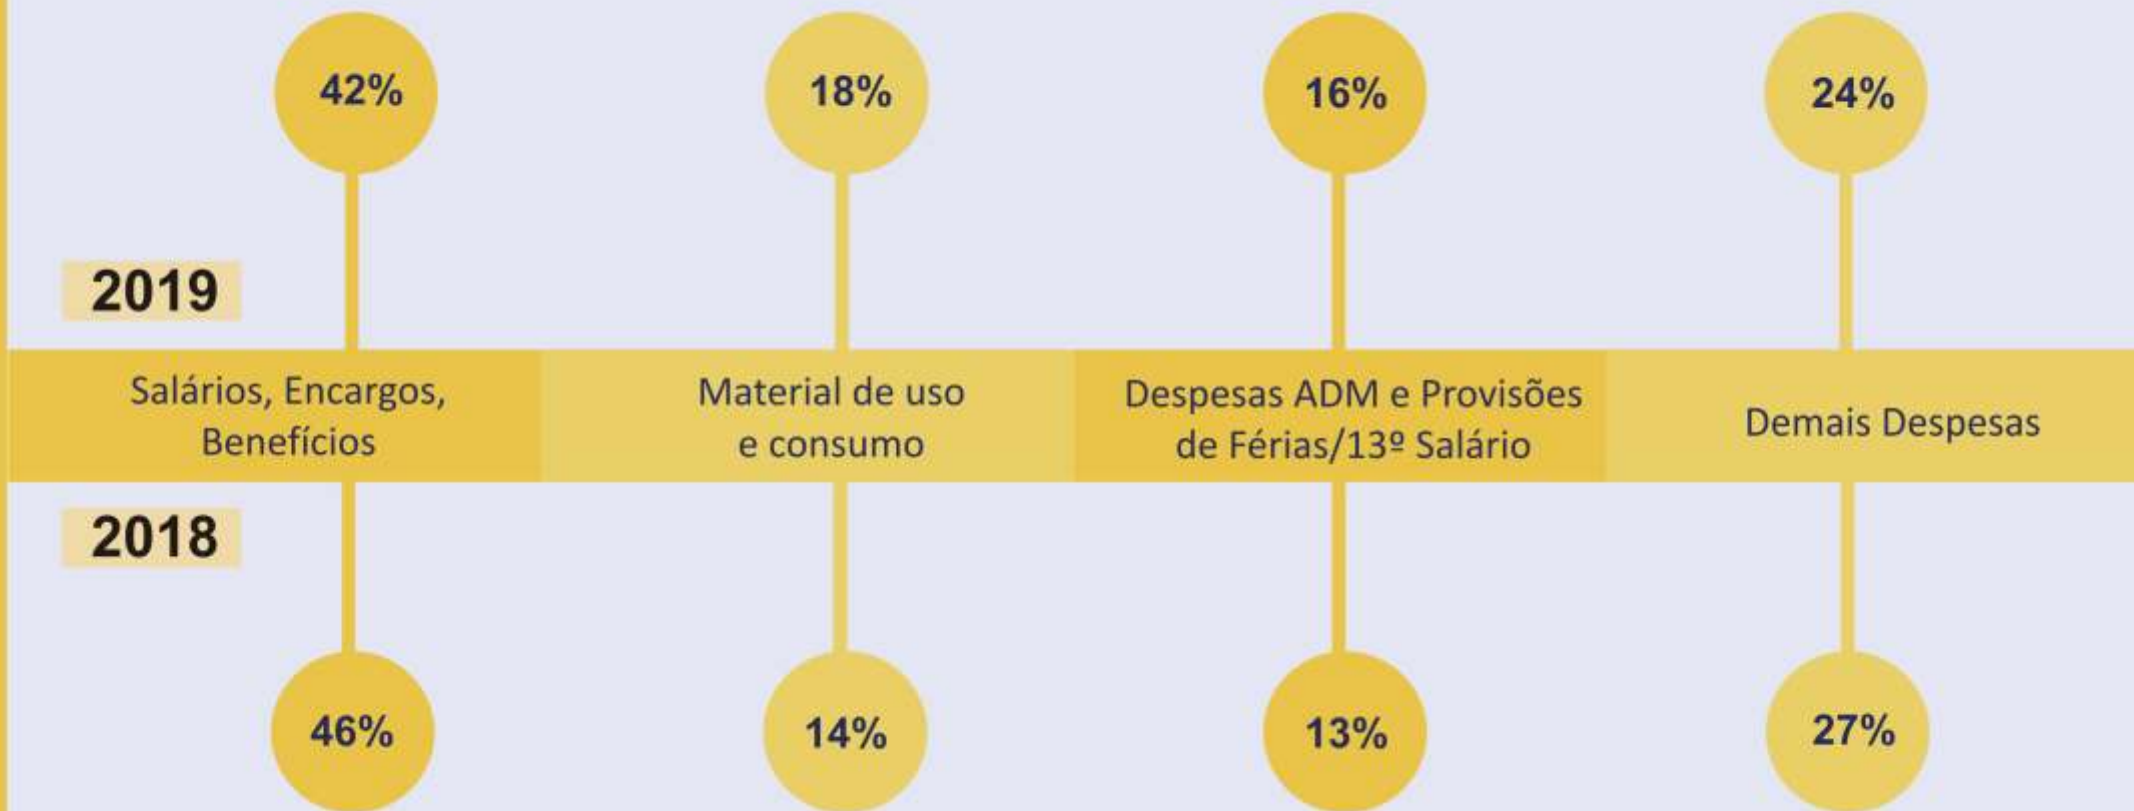 42%
18%
16%
24%
2019
Salários, Encargos,
Benefícios
Material de uso
e consumo
Despesas ADM e Provisões
de Férias/13º Salário
Demais Despesas
2018
46%
14%
13%
27%